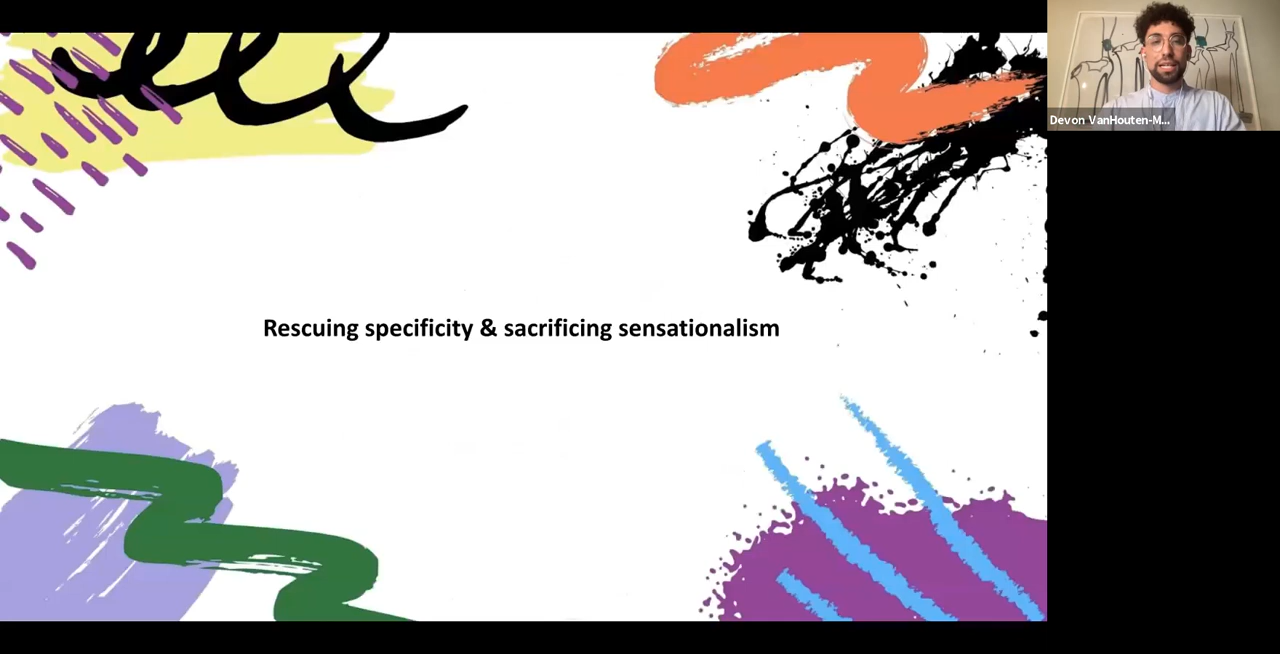 Rescuing specificity & sacrificing sensationalism
Devon VanHouten-M...